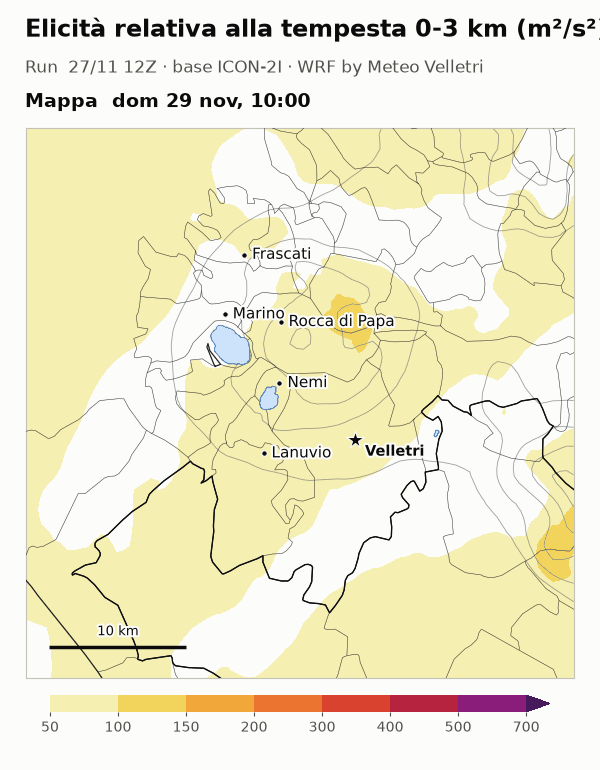 Elicità relativa alla tempesta 0-3 km (m²/s²)
Run  27/11 12Z · base ICON-2I · WRF by Meteo Velletri
Mappa  dom 29 nov, 10:00
Frascati
Marino
Rocca di Papa
Nemi
Lanuvio
Velletri
10 km
50 100 150 200 300 400 500 700